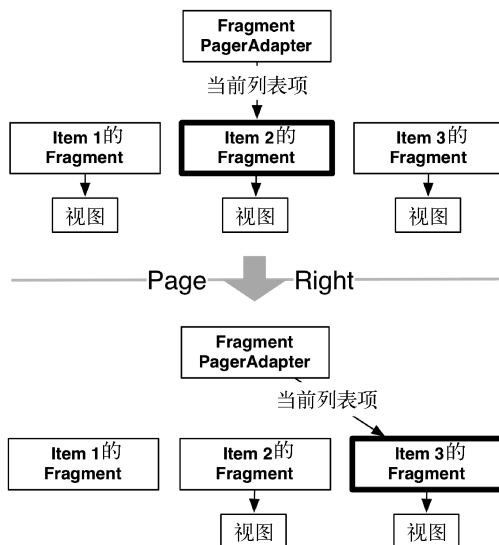 Fragment
PagerAdapter
当前列表项
Item 1的
Fragment
Item 2的
Fragment
Item 3的
Fragment
视图
视图
视图
Page Right
Fragment
PagerAdapter
当前列表项
Item 1的
Fragment
Item 2的
Fragment
Item 3的
Fragment
视图
视图